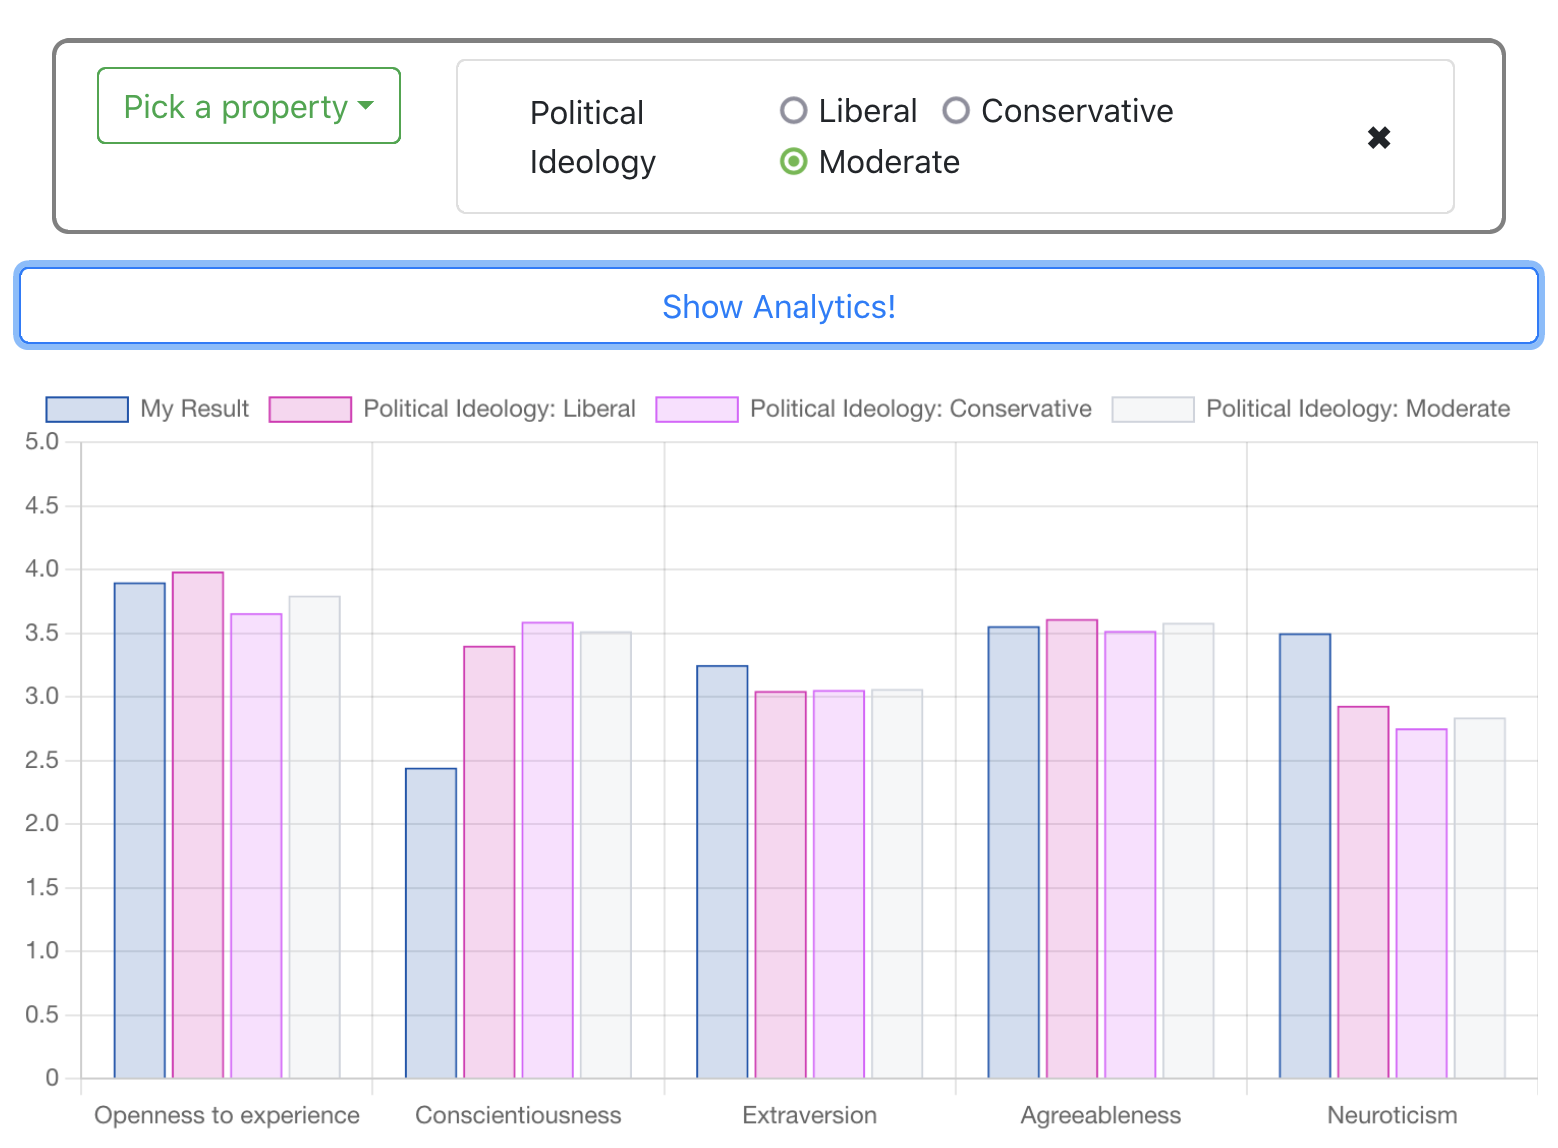 Pick a property
Political Ideology
Liberal Conservative
Moderate
Show Analytics!
My Result Political Ideology: Liberal Political Ideology: Conservative Political Ideology: Moderate
5.0
4.5
4.0
3.5
3.0
2.5
2.0
1.5
1.0
0.5
0
Openness to experience Conscientiousness Extraversion Agreeableness Neuroticism